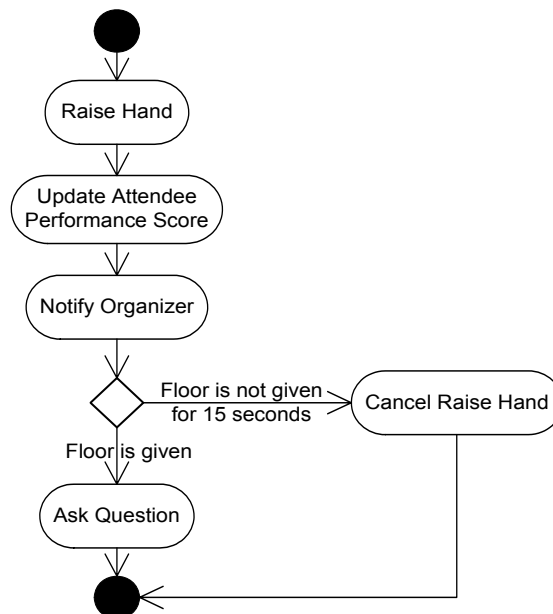 Raise Hand
Update Attendee
Performance Score
Notify Organizer
Floor is not given
for 15 seconds
Cancel Raise Hand
Floor is given
Ask Question